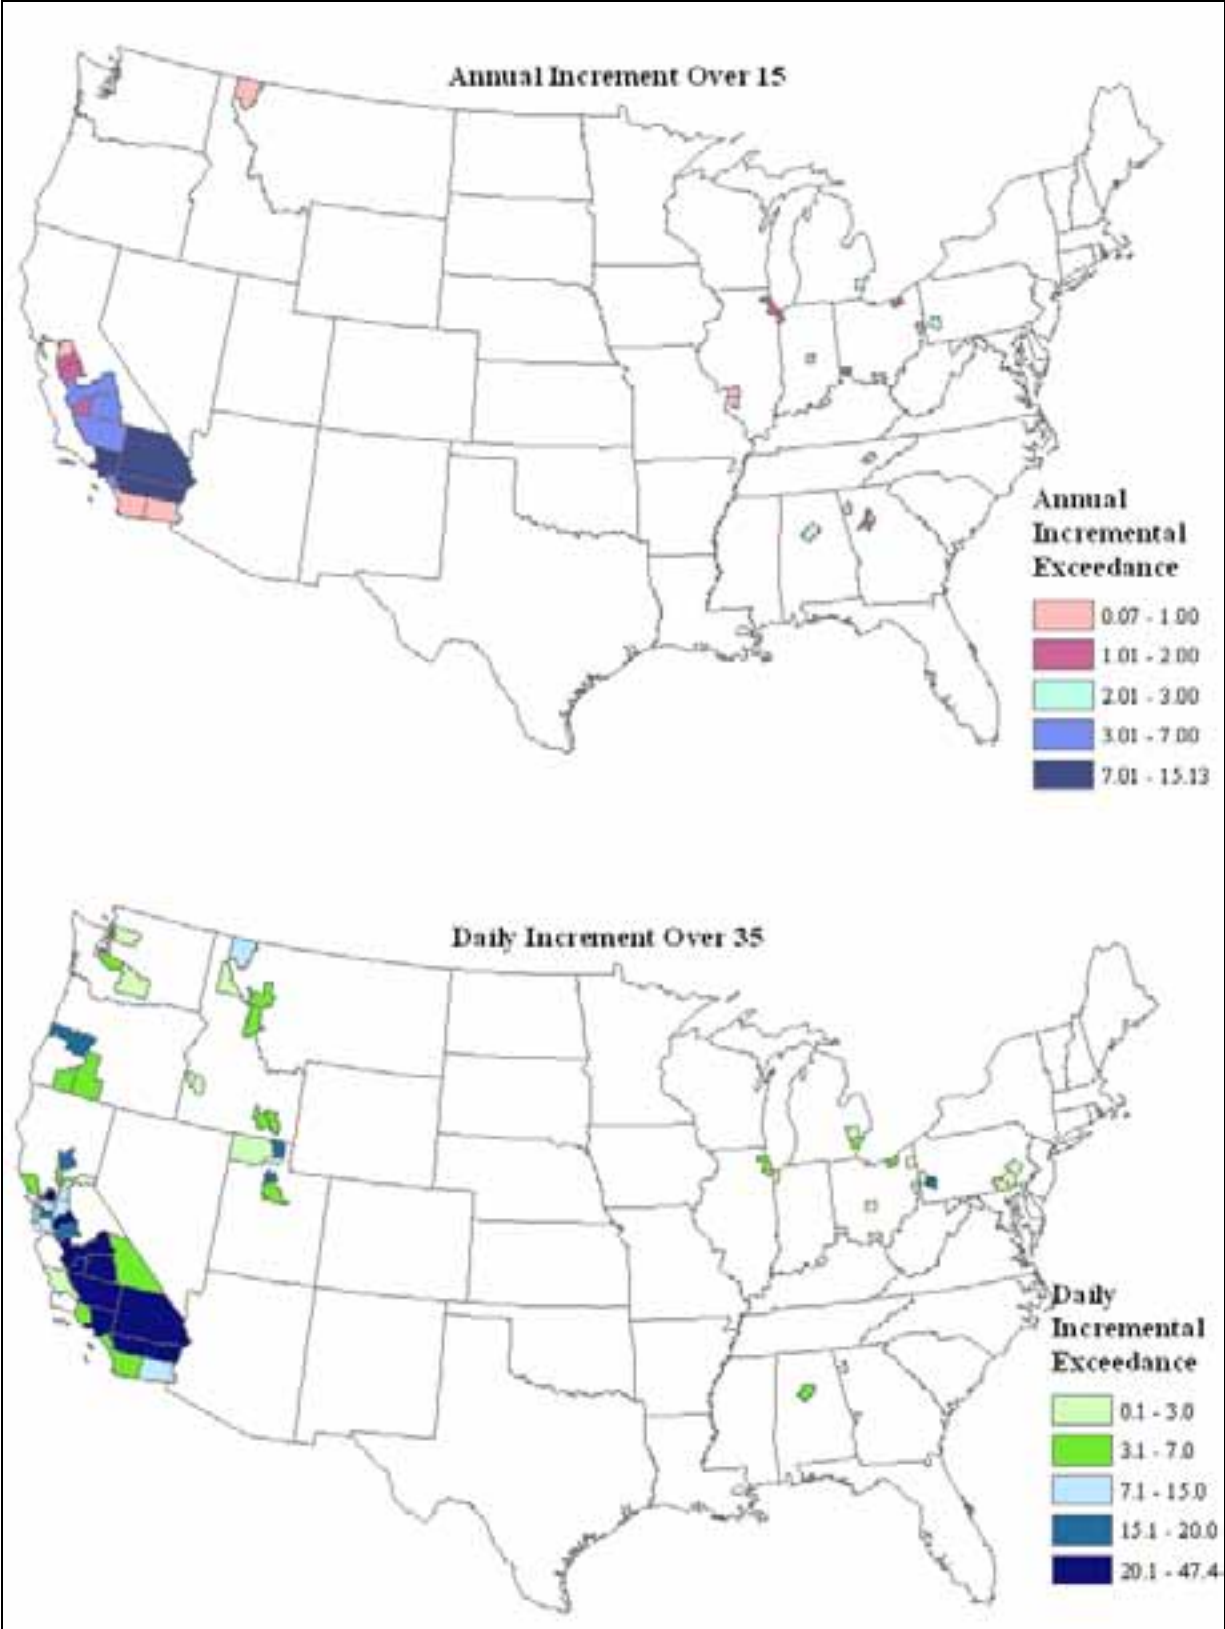 Annual Increment Over 15
Annual
Incremental
Exceedance
0.07 - 1.00
1.01 - 2.00
2.01 - 3.00
3.01 - 7.00
7.01 - 15.13
Daily Increment Over 35
Daily
Incremental
Exceedance
0.1 - 3.0
3.1 - 7.0
7.1 - 15.0
15.1 - 20.0
20.1 - 47.4